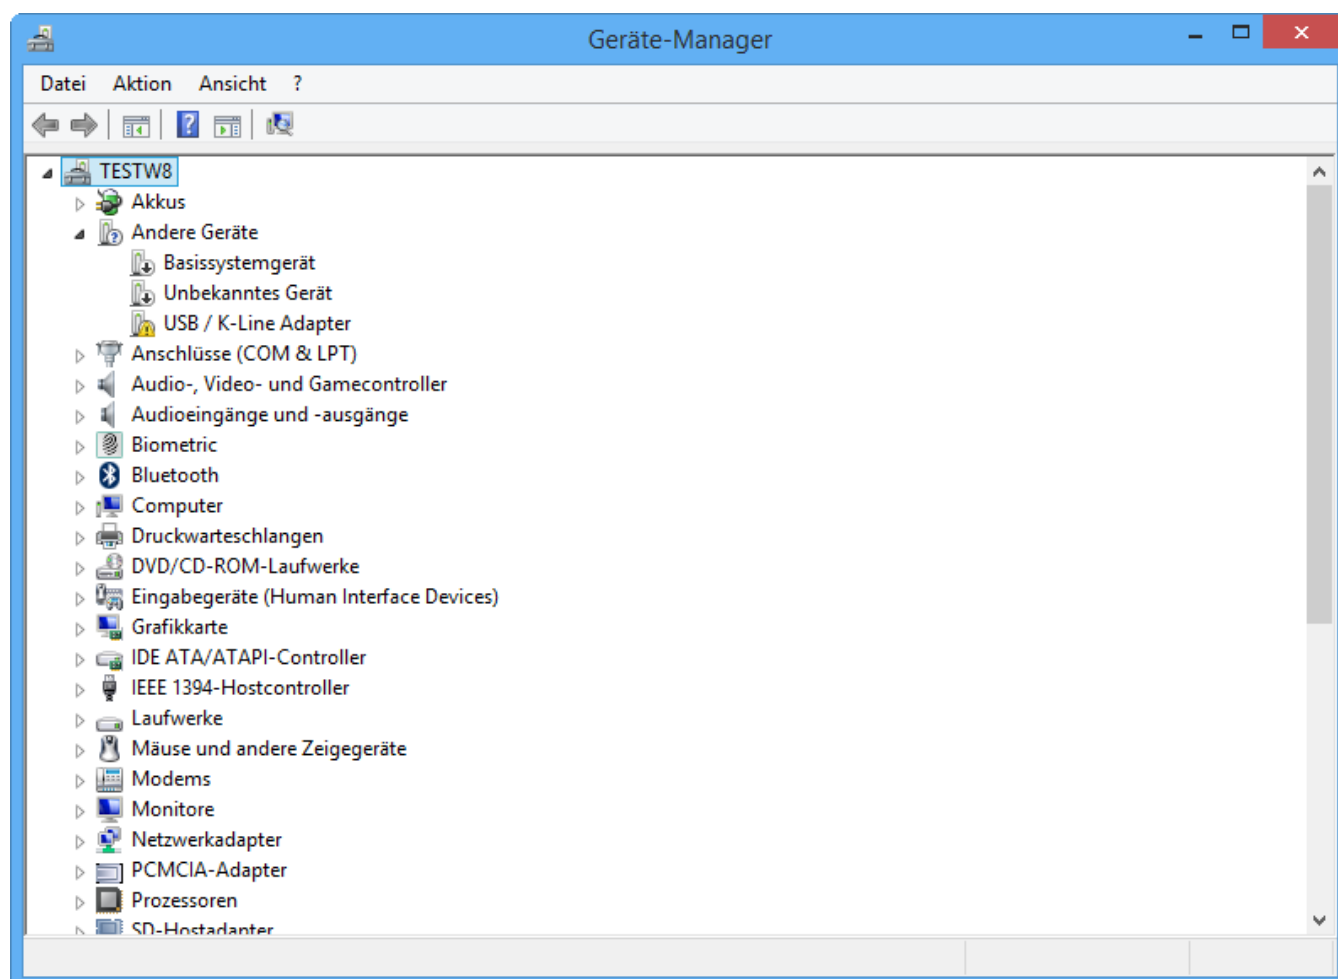 Geräte-Manager
Datei Aktion Ansicht ?
TESTW8
Akkus
Andere Geräte
Basissystemgerät
Unbekanntes Gerät
USB / K-Line Adapter
Anschlüsse (COM & LPT)
Audio-, Video- und Gamecontroller
Audioeingänge und -ausgänge
Biometric
Bluetooth
Computer
Druckwarteschlangen
DVD/CD-ROM-Laufwerke
Eingabegeräte (Human Interface Devices)
Grafikkarte
IDE ATA/ATAPI-Controller
IEEE 1394-Hostcontroller
Laufwerke
Mäuse und andere Zeigegeräte
Modems
Monitore
Netzwerkadapter
PCMCIA-Adapter
Prozessoren
SD-Hostadapter